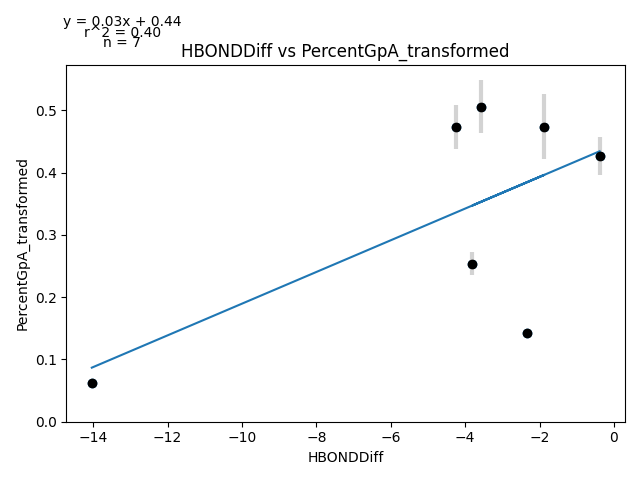 y = 0.03x + 0.44
r^2 = 0.40
n = 7
HBONDDiff vs PercentGpA_transformed
PercentGpA_transformed
0.5
0.4
0.3
0.2
0.1
0.0
−14
−12
−10
−8
−6
−4
−2
0
HBONDDiff